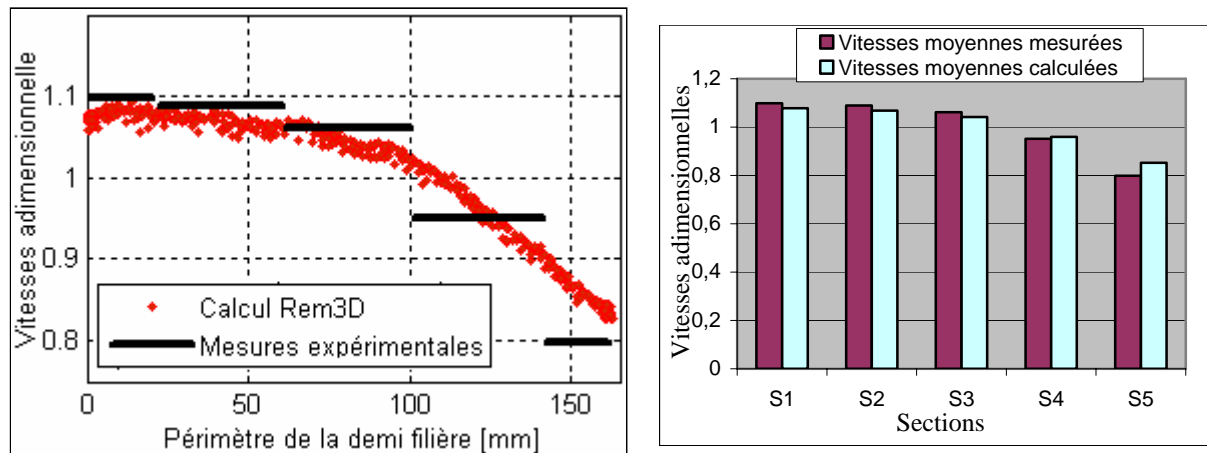 Vitesses adimensionnelle
1.1
1
0.9
0.8
Calcul Rem3D
Mesures expérimentales
0
50
100
150
Périmètre de la demi filière [mm]
Vitesses moyennes mesurées
Vitesses moyennes calculées
Vitesses adimensionnelles
1,2
1
0,8
0,6
0,4
0,2
0
S1
S2
S3
S4
S5
Sections